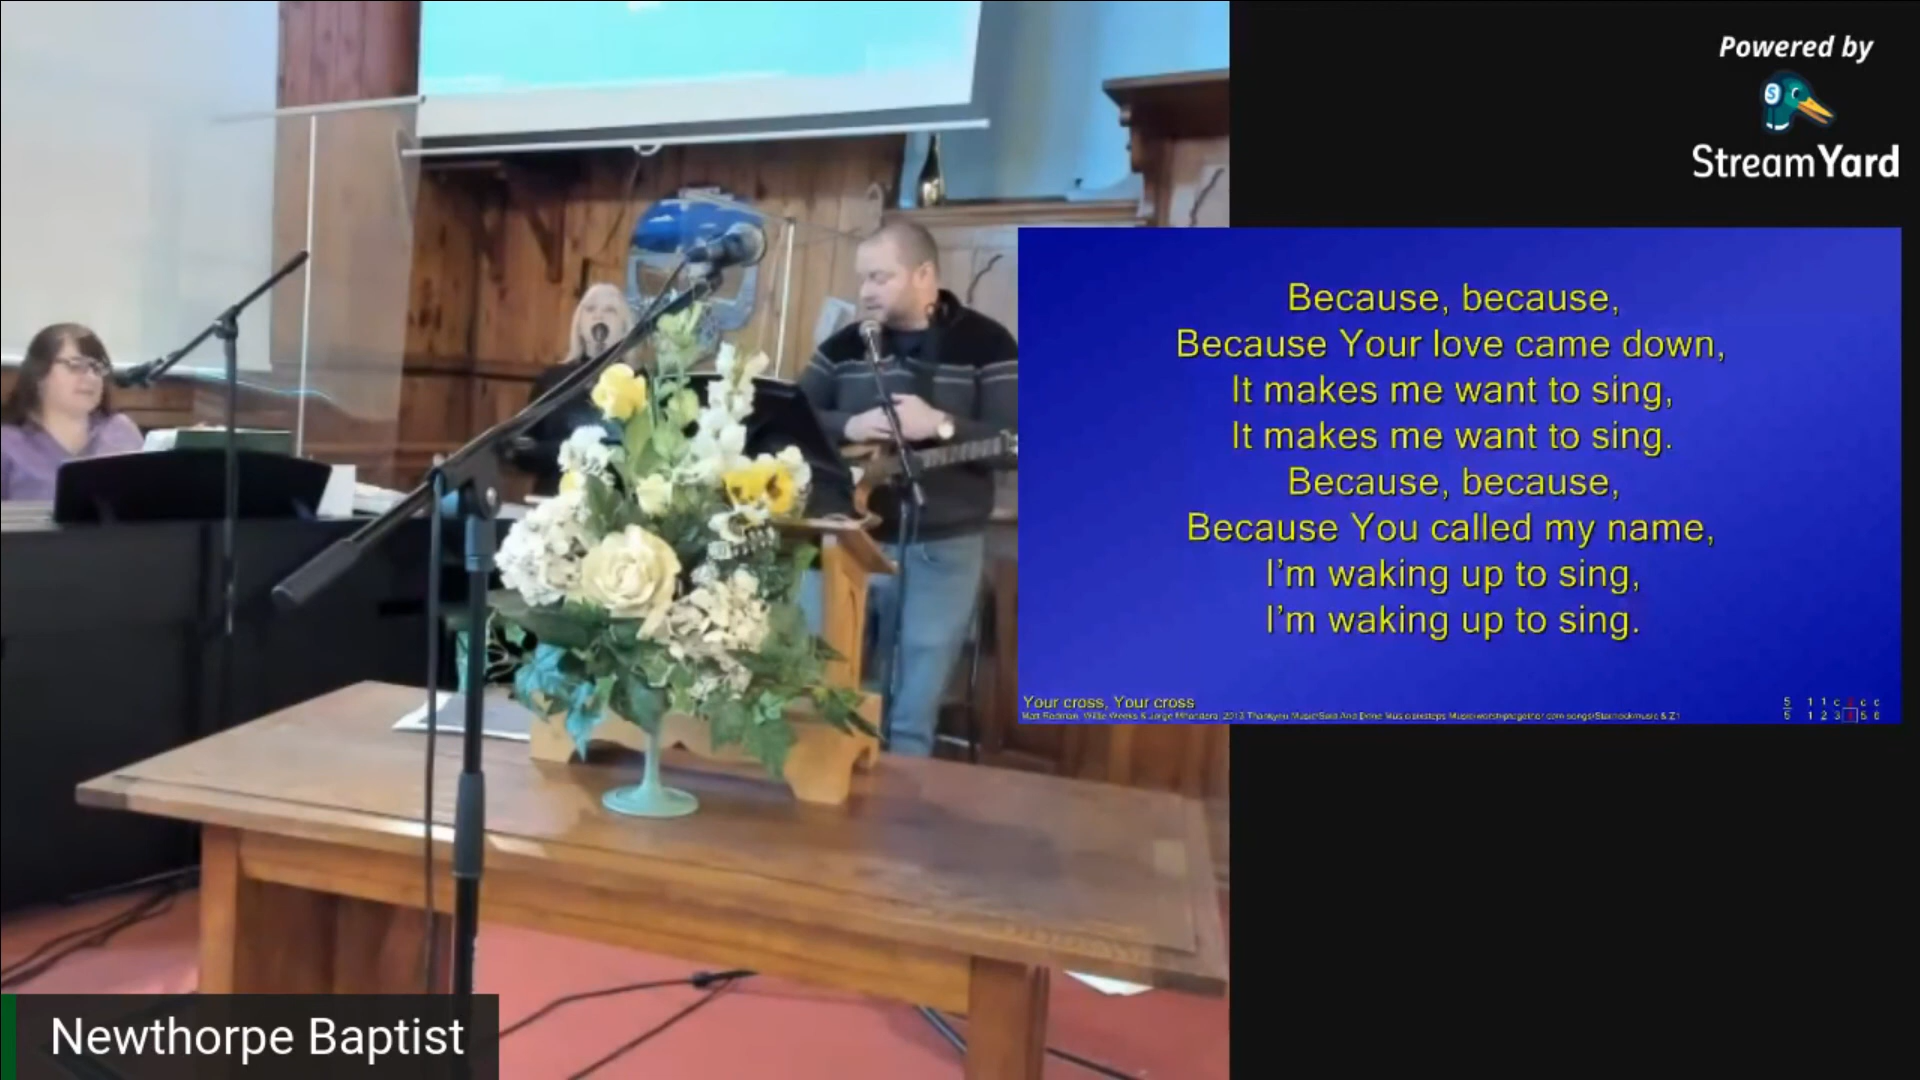 Powered by
StreamYard
Because, because,
Because Your love came down,
It makes me want to sing,
It makes me want to sing.
Because, because,
Because You called my name,
I’m waking up to sing,
I’m waking up to sing.
Your cross, Your cross
Newthorpe Baptist